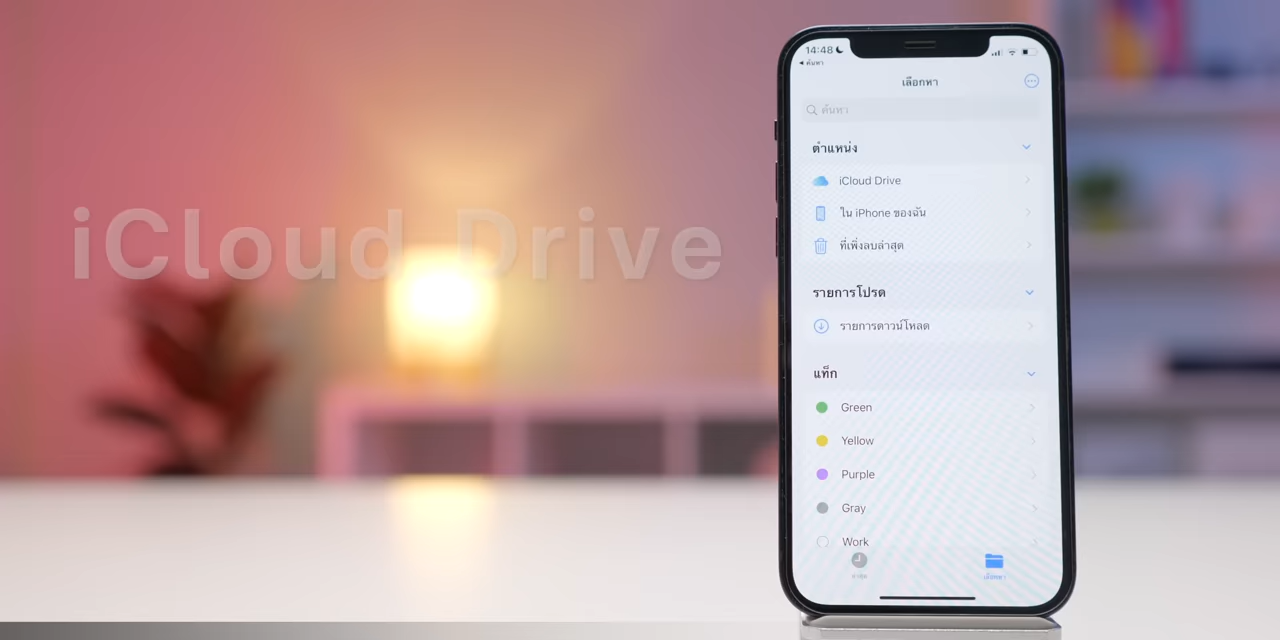 iCloud Drive
14:48
ค้นหา
เลือกหา
ค้นหา
ตำแหน่ง
iCloud Drive
ใน iPhone ของฉัน
ที่เพิ่งลบล่าสุด
รายการโปรด
รายการดาวน์โหลด
แท็ก
Green
Yellow
Purple
Gray
Work
ล่าสุด
เลือกหา